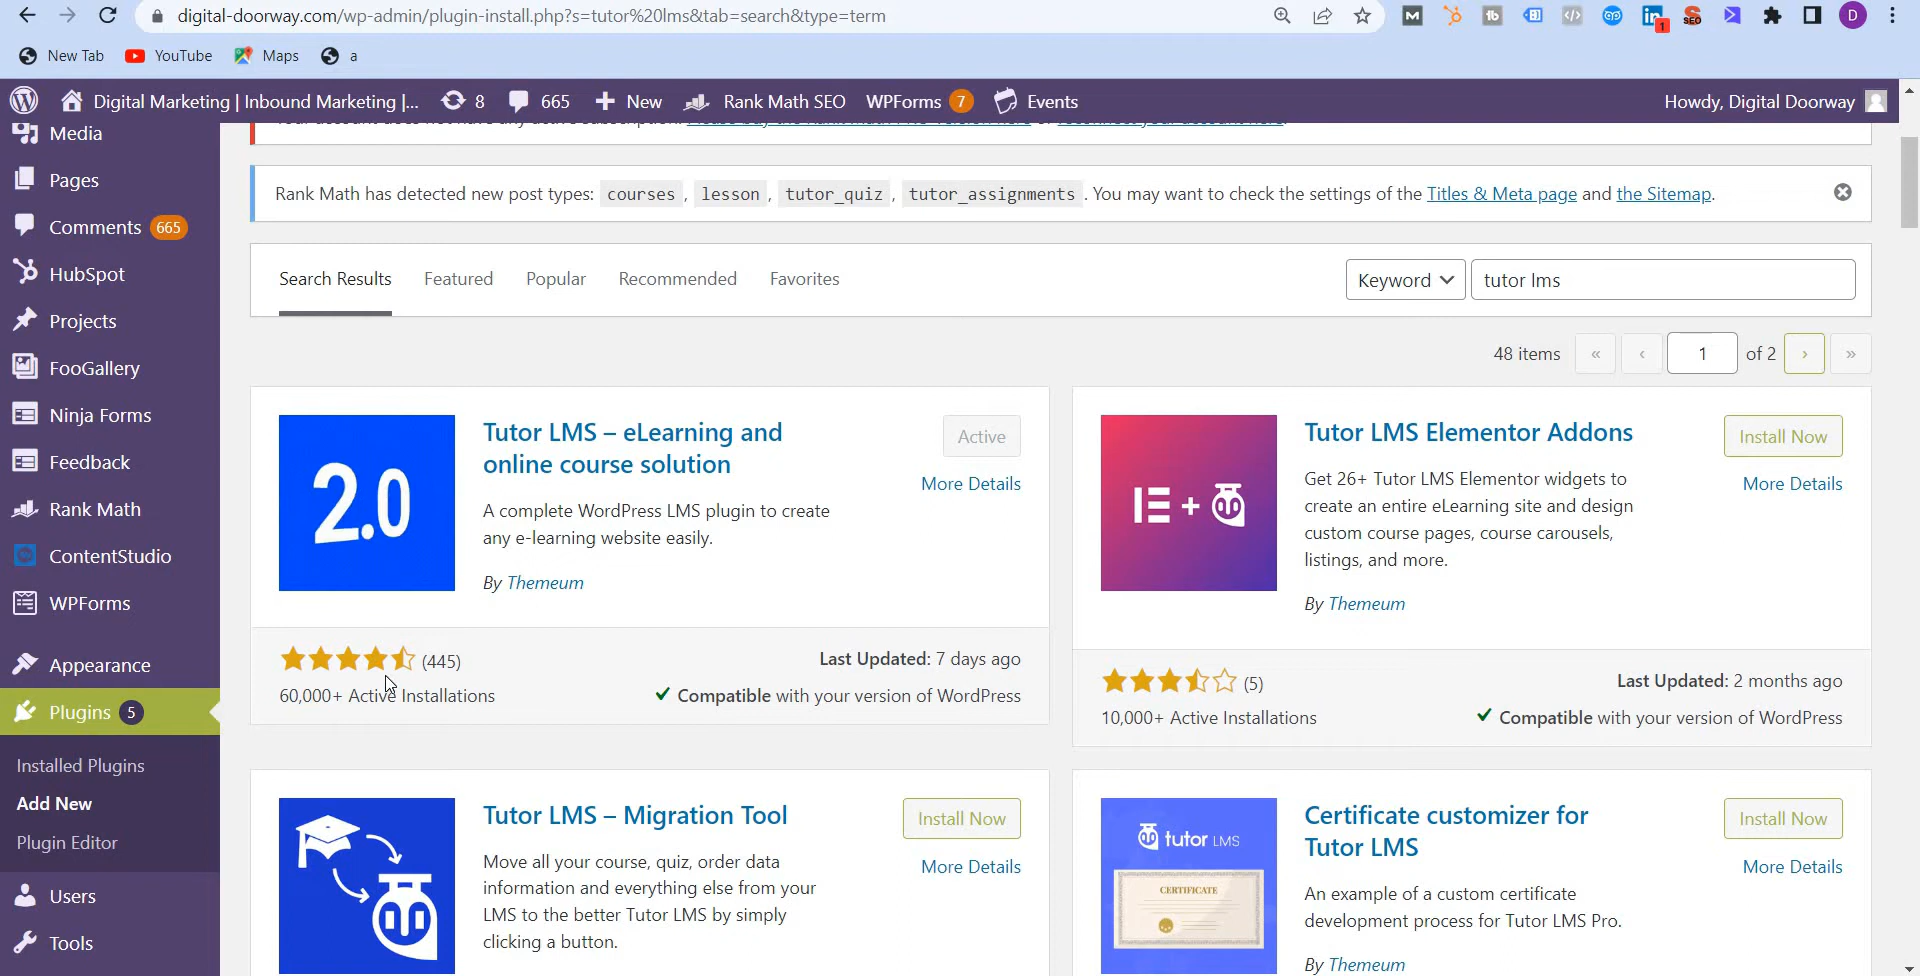 digital-doorway.com/wp-admin/plugin-install.php?s=tutor%20lms&tab=search&type=term
New Tab YouTube Maps a
Digital Marketing | Inbound Marketing |... 8 665 New Rank Math SEO WPForms 7 Events Howdy, Digital Doorway
Media
Pages
Comments 665
HubSpot
Projects
FooGallery
Ninja Forms
Feedback
Rank Math
ContentStudio
WPForms
Appearance
Plugins 5
Installed Plugins
Add New
Plugin Editor
Users
Tools
Rank Math has detected new post types: courses , lesson , tutor_quiz , tutor_assignments . You may want to check the settings of the Titles & Meta page and the Sitemap.
Search Results Featured Popular Recommended Favorites Keyword tutor lms
48 items « ‹ 1 of 2 › »
Tutor LMS – eLearning and
online course solution
Active
More Details
A complete WordPress LMS plugin to create
any e-learning website easily.
By Themeum
2.0
(445)
60,000+ Active Installations
Last Updated: 7 days ago
Compatible with your version of WordPress
Tutor LMS Elementor Addons
Install Now
More Details
Get 26+ Tutor LMS Elementor widgets to
create an entire eLearning site and design
custom course pages, course carousels,
listings, and more.
By Themeum
(5)
10,000+ Active Installations
Last Updated: 2 months ago
Compatible with your version of WordPress
Tutor LMS – Migration Tool
Install Now
More Details
Move all your course, quiz, order data
information and everything else from your
LMS to the better Tutor LMS by simply
clicking a button.
tutor LMS
CERTIFICATE
Certificate customizer for
Tutor LMS
Install Now
More Details
An example of a custom certificate
development process for Tutor LMS Pro.
By Themeum